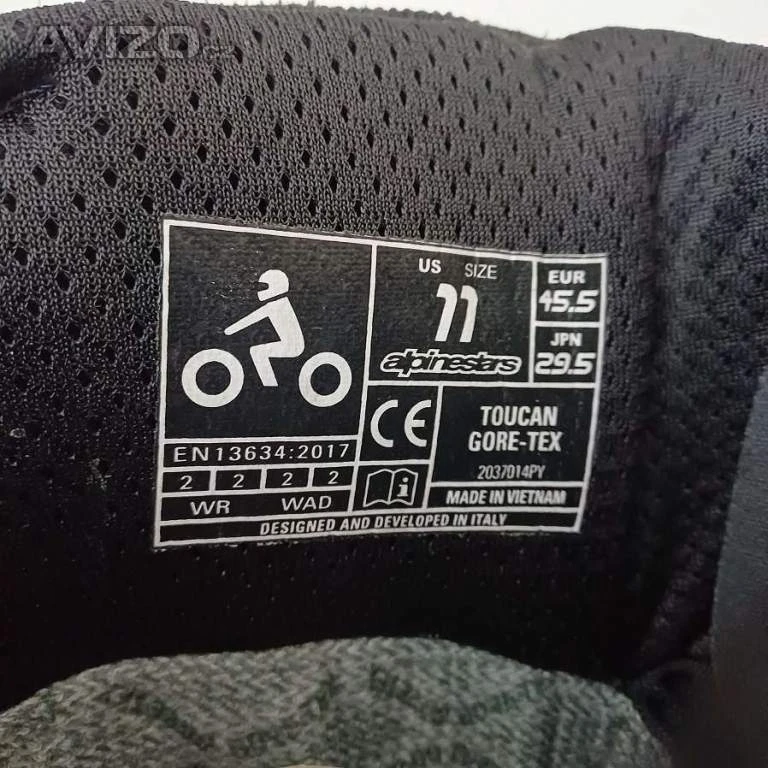 AVIZO
US SIZE
11
alpinestars
EUR
45.5
JPN
29.5
EN13634:2017
2 2 2 2
WR WAD
CE
i
TOUCAN
GORE-TEX
2037014PY
MADE IN VIETNAM
DESIGNED AND DEVELOPED IN ITALY